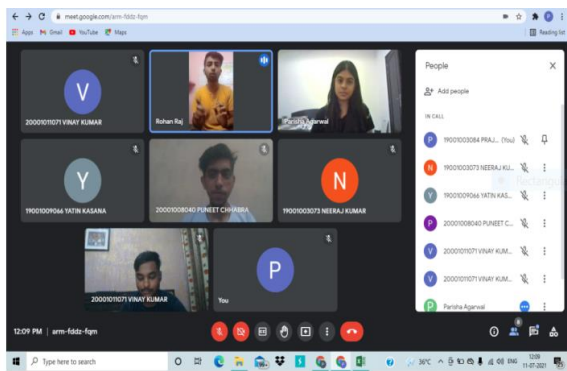 meet.google.com/arm-fddz-fqm
Apps Gmail YouTube Maps Reading list
V
20001011071 VINAY KUMAR
Rohan Raj
Parisha Agarwal
Y
19001009066 YATIN KASANA
20001008040 PUNEET CHHABRA
N
19001003073 NEERAJ KUMAR
20001011071 VINAY KUMAR
P
You
People X
Add people
IN CALL
P 19001003084 PRAJ... (You)
N 19001003073 NEERAJ KU...
Y 19001009066 YATIN KAS...
P 20001008040 PUNEET C...
V 20001011071 VINAY KUM...
V 20001011071 VINAY KUM...
P Parisha Agarwal
12:09 PM | arm-fddz-fqm
8
Type here to search
36°C ENG 12:09
11-07-2021